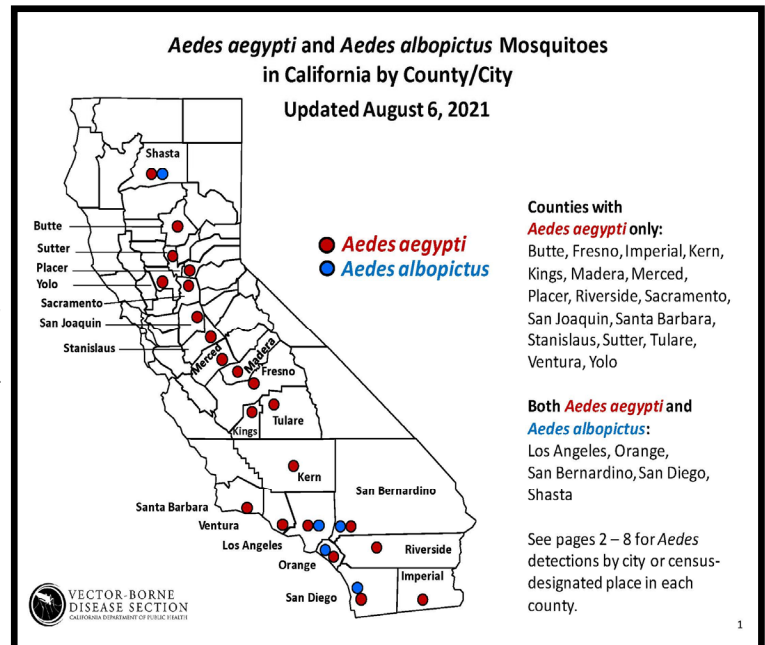 Aedes aegypti and Aedes albopictus Mosquitoes
in California by County/City
Updated August 6, 2021
Shasta
Butte
Sutter
Placer
Yolo
Sacramento
San Joaquin
Stanislaus
Merced
Madera
Fresno
Kings
Tulare
Kern
San Bernardino
Santa Barbara
Ventura
Los Angeles
Orange
Riverside
Imperial
San Diego
Aedes aegypti
Aedes albopictus
Counties with
Aedes aegypti only:
Butte, Fresno, Imperial, Kern,
Kings, Madera, Merced,
Placer, Riverside, Sacramento,
San Joaquin, Santa Barbara,
Stanislaus, Sutter, Tulare,
Ventura, Yolo
Both Aedes aegypti and
Aedes albopictus:
Los Angeles, Orange,
San Bernardino, San Diego,
Shasta
See pages 2 – 8 for Aedes
detections by city or census-
designated place in each
county.
VECTOR-BORNE
DISEASE SECTION
CALIFORNIA DEPARTMENT OF PUBLIC HEALTH
1